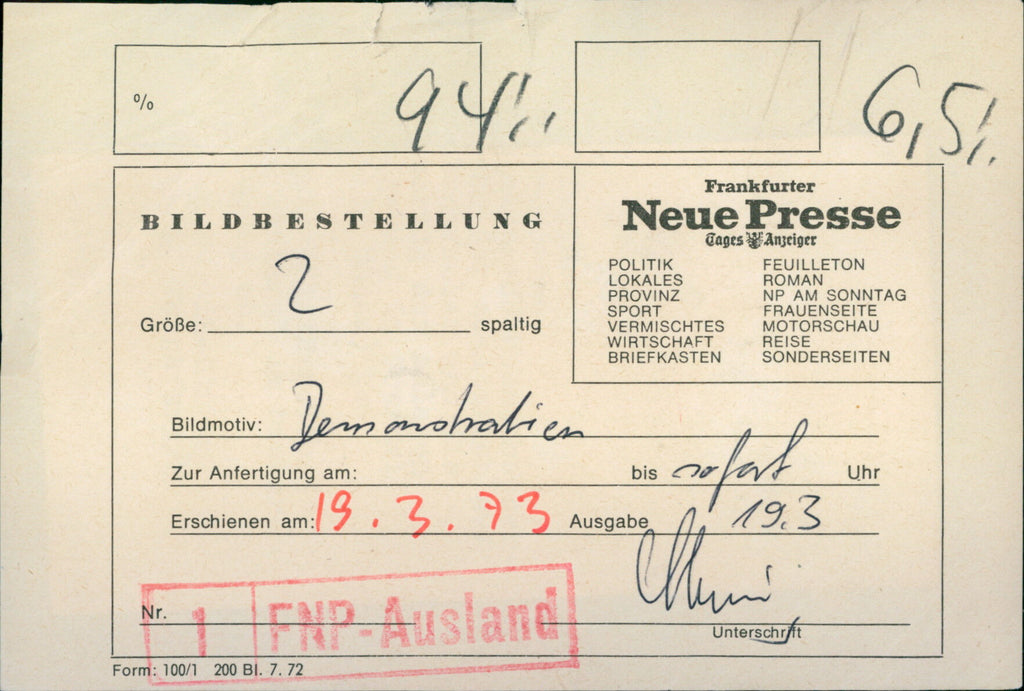 % 94%
6,5%
BILDBESTELLUNG
Frankfurter
Neue Presse
Tages Anzeiger
POLITIK FEUILLETON
LOKALES ROMAN
PROVINZ NP AM SONNTAG
SPORT FRAUENSEITE
VERMISCHTES MOTORSCHAU
WIRTSCHAFT REISE
BRIEFKASTEN SONDERSEITEN
Größe: 2 spaltig
Bildmotiv: Demonstration
Zur Anfertigung am: bis sofort Uhr
Erschienen am: 19.3.73 Ausgabe 19.3
Nr. 1 FNP-Ausland
Unterschrift
Form: 100/1 200 Bl. 7. 72